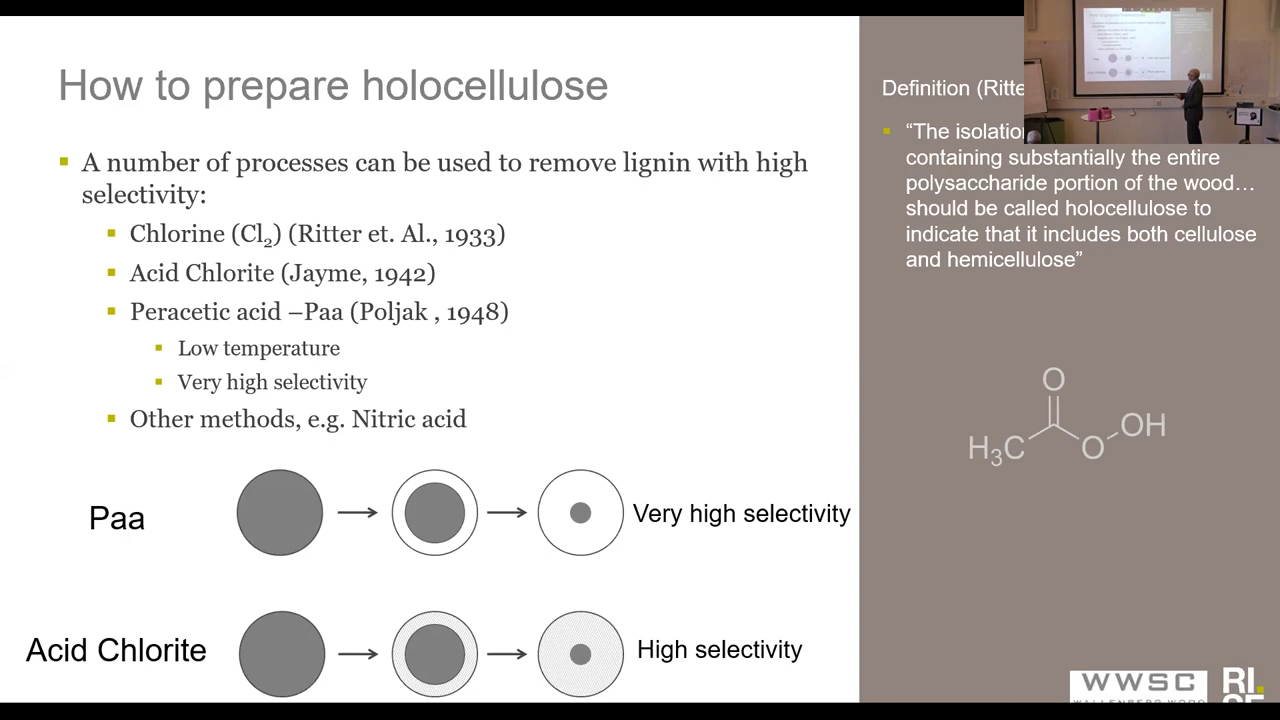 How to prepare holocellulose
A number of processes can be used to remove lignin with high
selectivity:
Chlorine (Cl₂) (Ritter et. Al., 1933)
Acid Chlorite (Jayme, 1942)
Peracetic acid –Paa (Poljak , 1948)
Low temperature
Very high selectivity
Other methods, e.g. Nitric acid
Paa
Very high selectivity
Acid Chlorite
High selectivity
Definition
“The
containing substantially the entire
polysaccharide portion of the wood…
should be called holocellulose to
indicate that it includes both cellulose
and hemicellulose”
O
OH
H₃C
O
WWSC
RI.